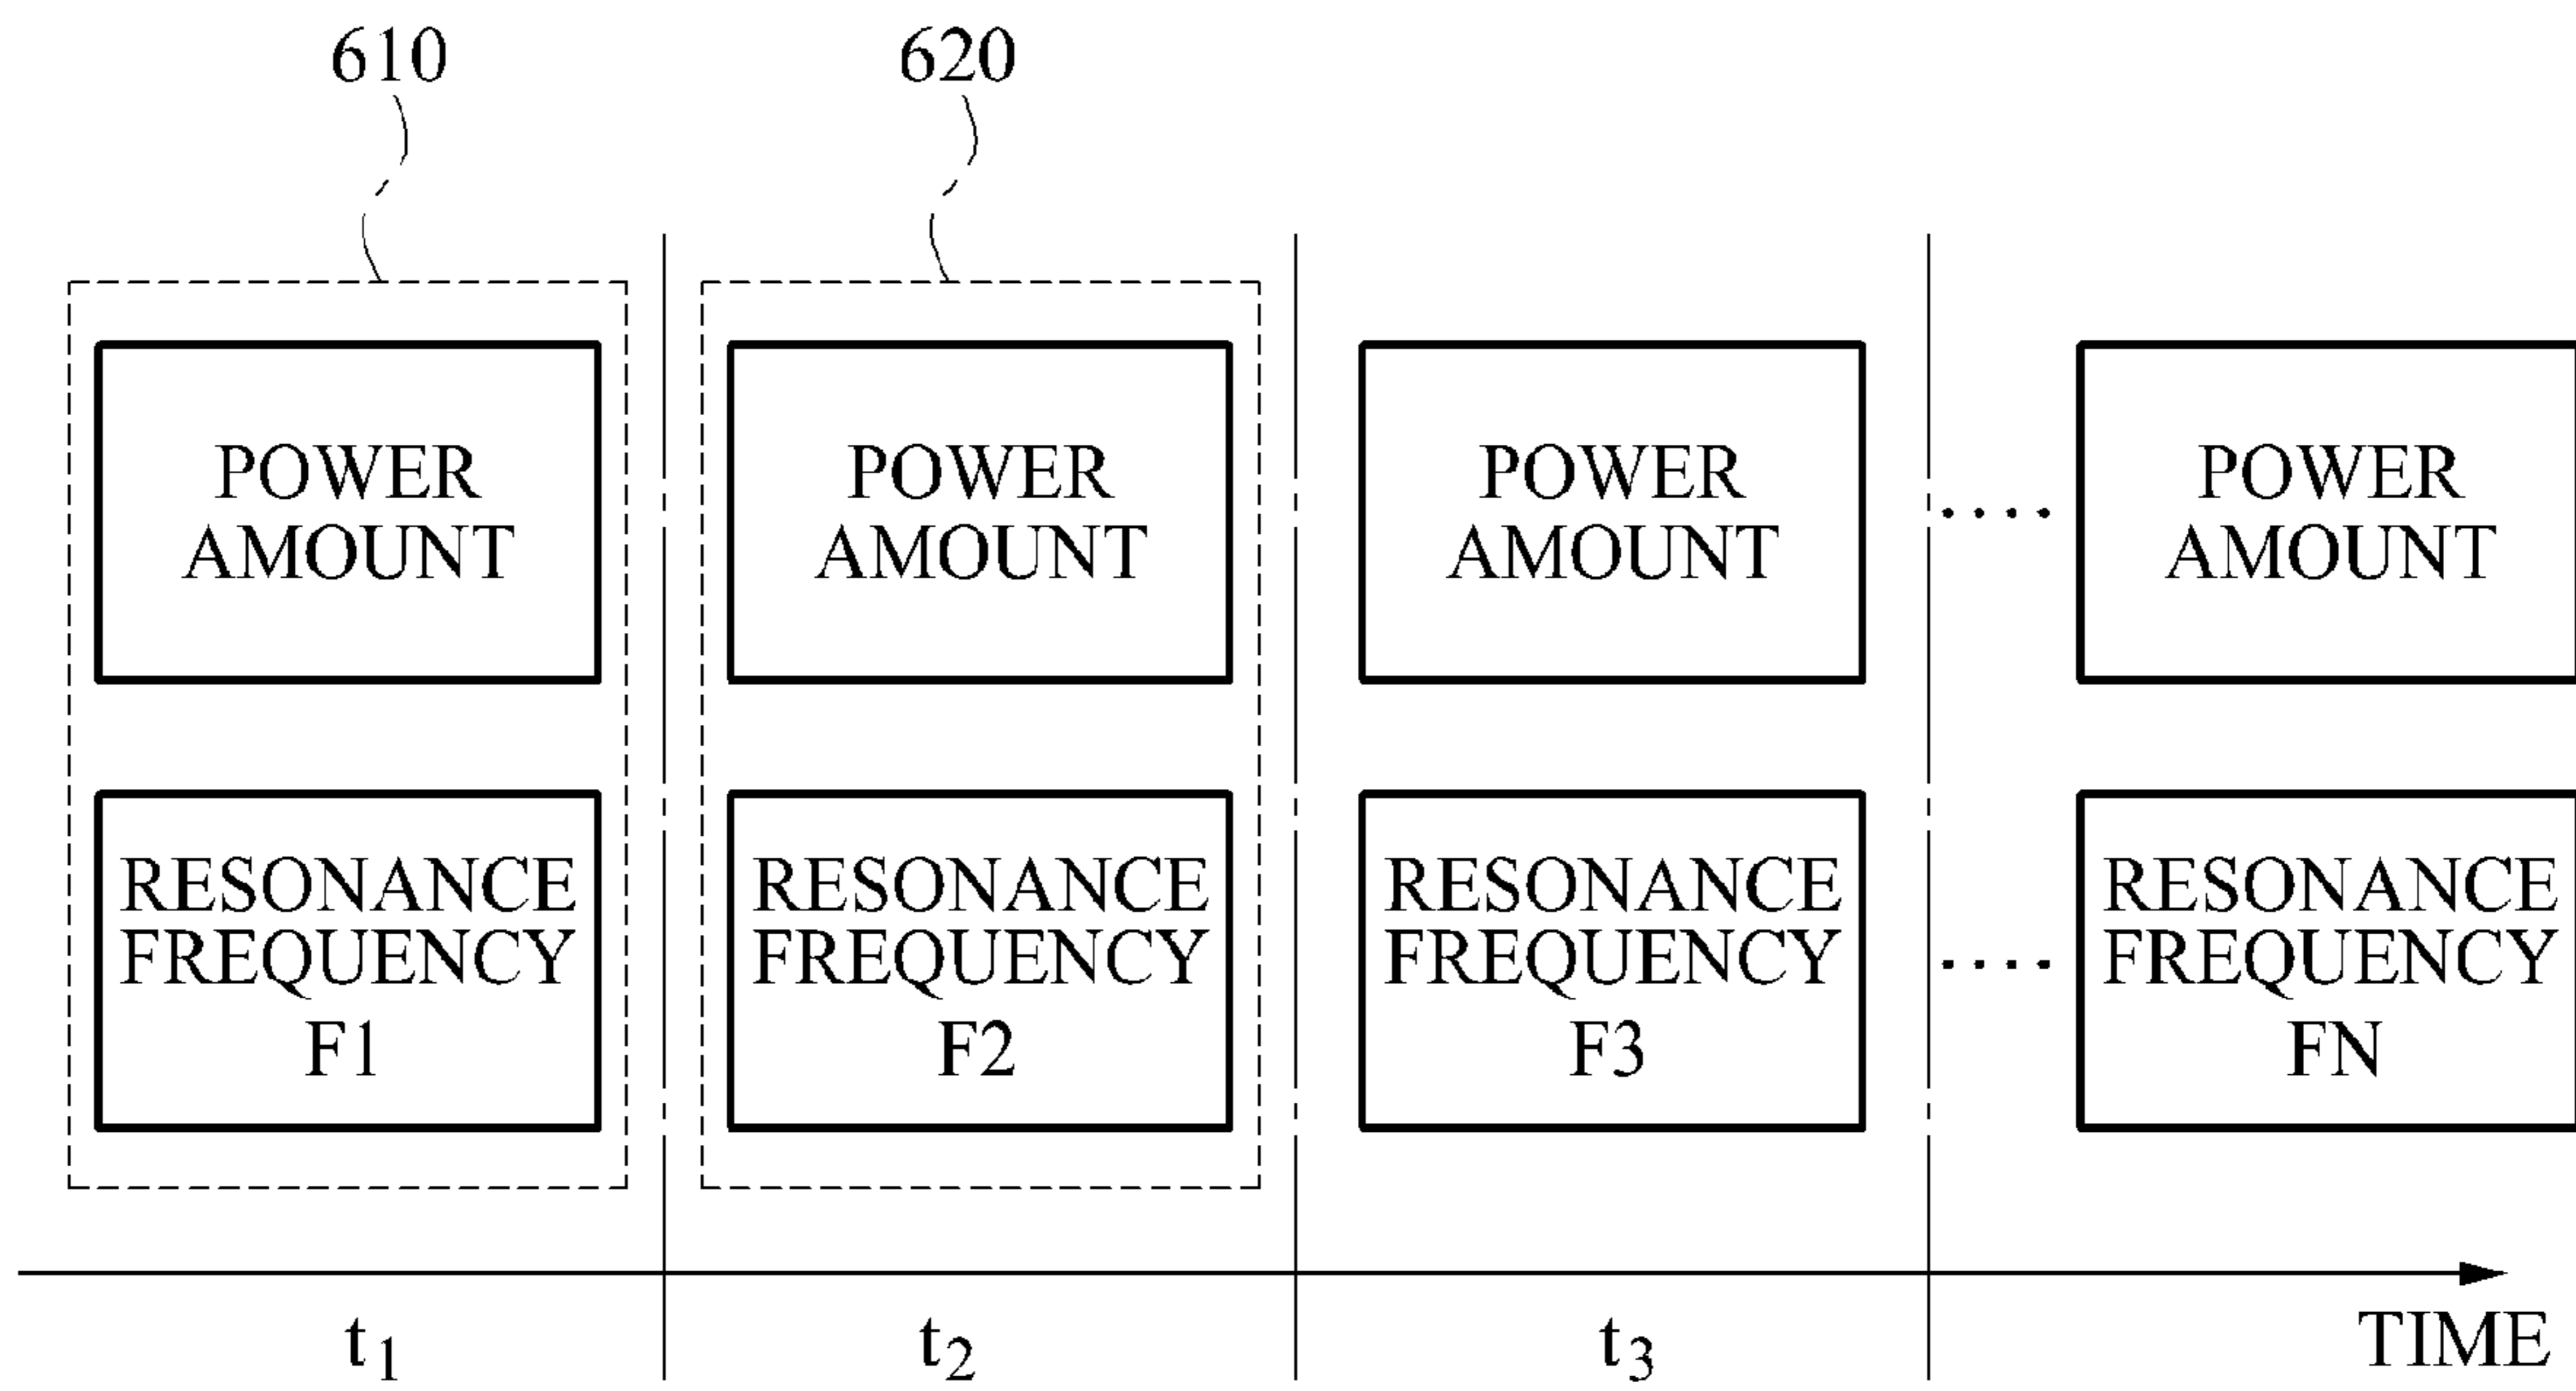 610
620
POWER
AMOUNT
POWER
AMOUNT
POWER
AMOUNT
....
POWER
AMOUNT
RESONANCE
FREQUENCY
F1
RESONANCE
FREQUENCY
F2
RESONANCE
FREQUENCY
F3
....
RESONANCE
FREQUENCY
FN
t1
t2
t3
TIME